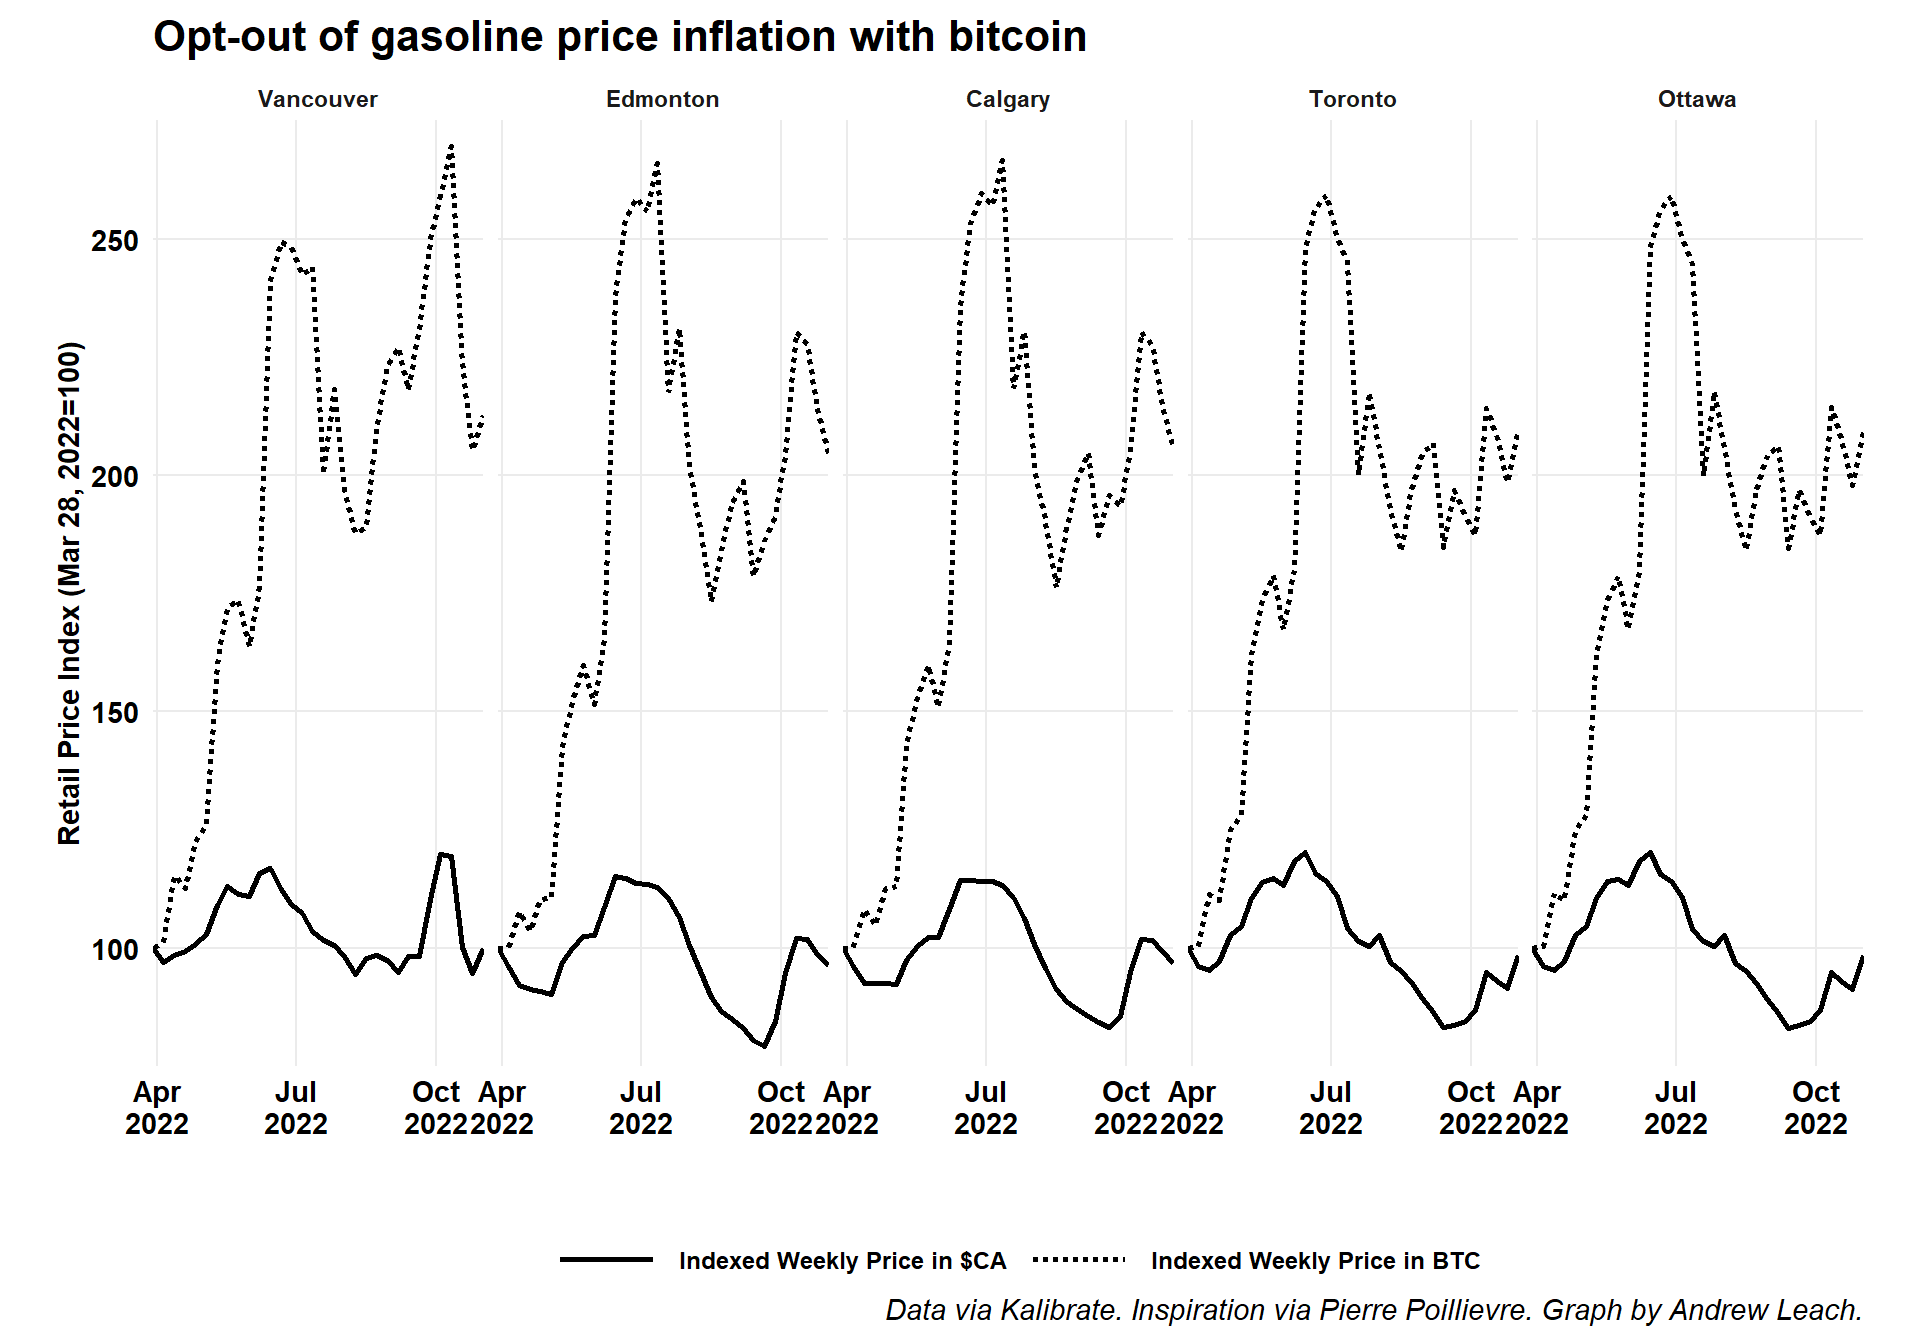 Opt-out of gasoline price inflation with bitcoin
Vancouver
Edmonton
Calgary
Toronto
Ottawa
Retail Price Index (Mar 28, 2022=100)
250
200
150
100
Apr
2022
Jul
2022
Oct
2022
Apr
2022
Jul
2022
Oct
2022
Apr
2022
Jul
2022
Oct
2022
Apr
2022
Jul
2022
Oct
2022
Apr
2022
Jul
2022
Oct
2022
Indexed Weekly Price in $CA
Indexed Weekly Price in BTC
Data via Kalibrate. Inspiration via Pierre Poillievre. Graph by Andrew Leach.